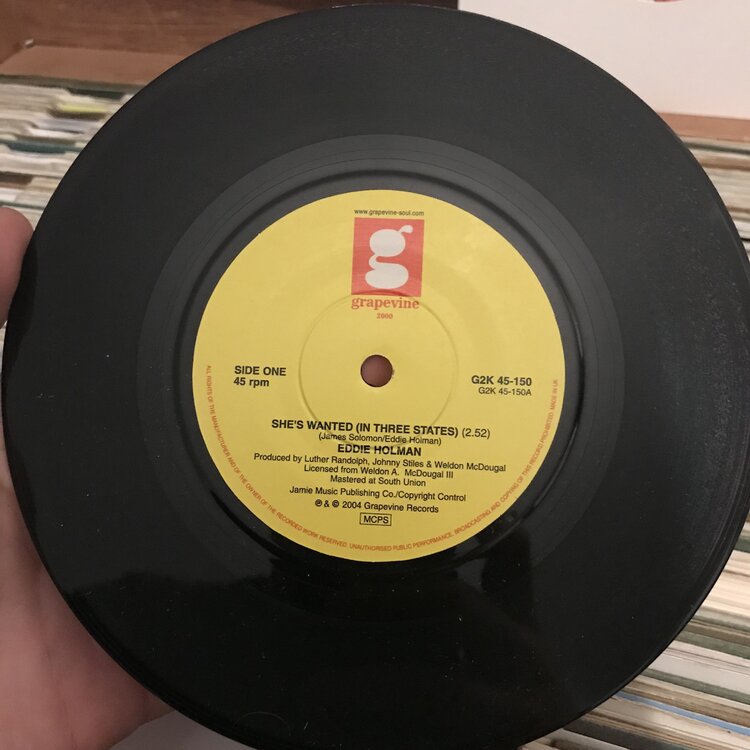 www.grapevine-soul.com
g
grapevine
2000
SIDE ONE
45 rpm
G2K 45-150
G2K 45-150A
SHE'S WANTED (IN THREE STATES) (2.52)
(James Solomon/Eddie Holman)
EDDIE HOLMAN
Produced by Luther Randolph, Johnny Stiles & Weldon McDougal
Licensed from Weldon A. McDougal III
Mastered at South Union
Jamie Music Publishing Co./Copyright Control
℗ & © 2004 Grapevine Records
MCPS
ALL RIGHTS OF THE MANUFACTURER AND OF THE OWNER OF THE RECORDED WORK RESERVED. UNAUTHORISED PUBLIC PERFORMANCE, BROADCASTING AND COPYING OF THIS RECORD PROHIBITED. MADE IN UK